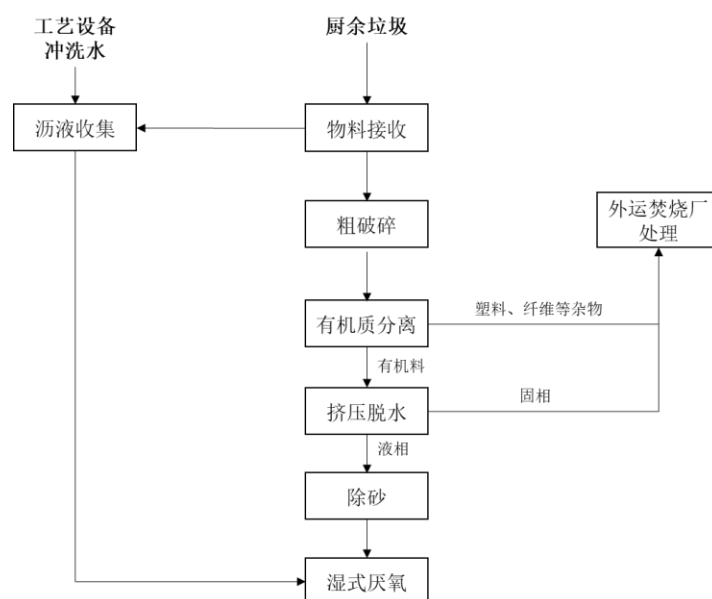 工艺设备
冲洗水
厨余垃圾
沥液收集
物料接收
粗破碎
外运焚烧厂
处理
有机质分离
塑料、纤维等杂物
有机料
挤压脱水
固相
液相
除砂
湿式厌氧